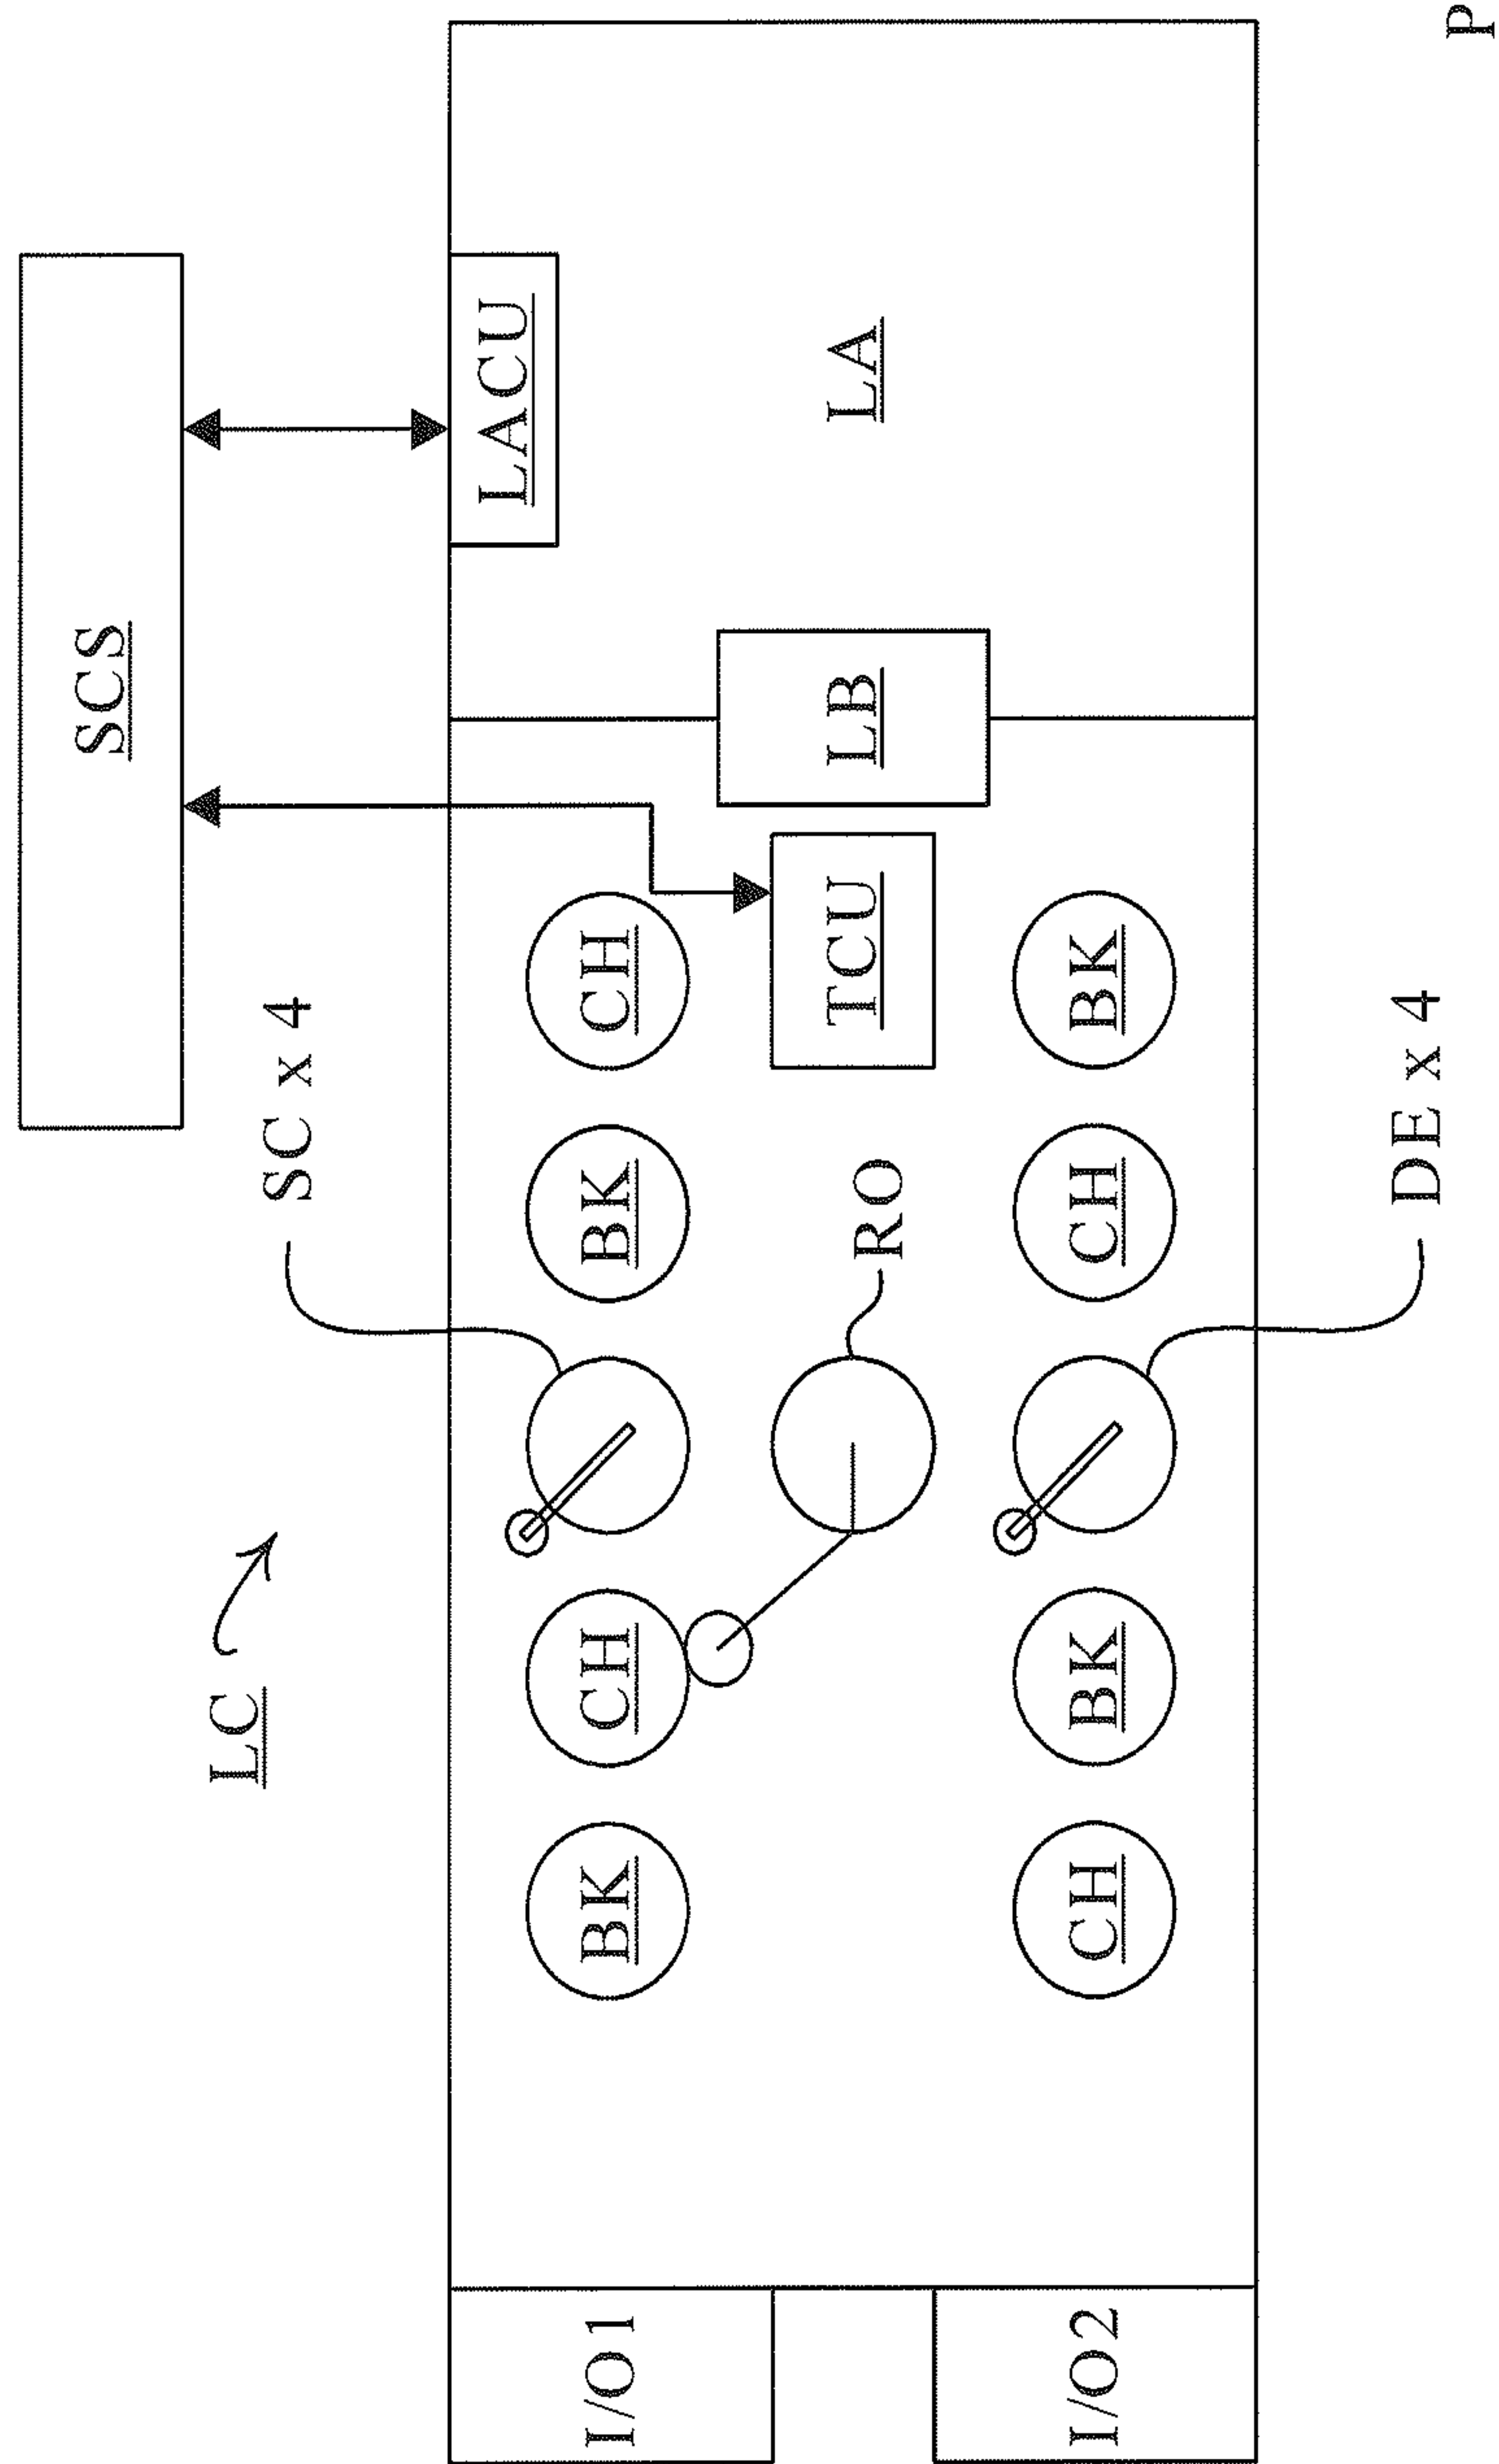 SCS
LC
SC x 4
LACU
I/O1 BK CH BK CH
RO TCU LB LA
I/O2 CH BK CH BK
DE x 4
P